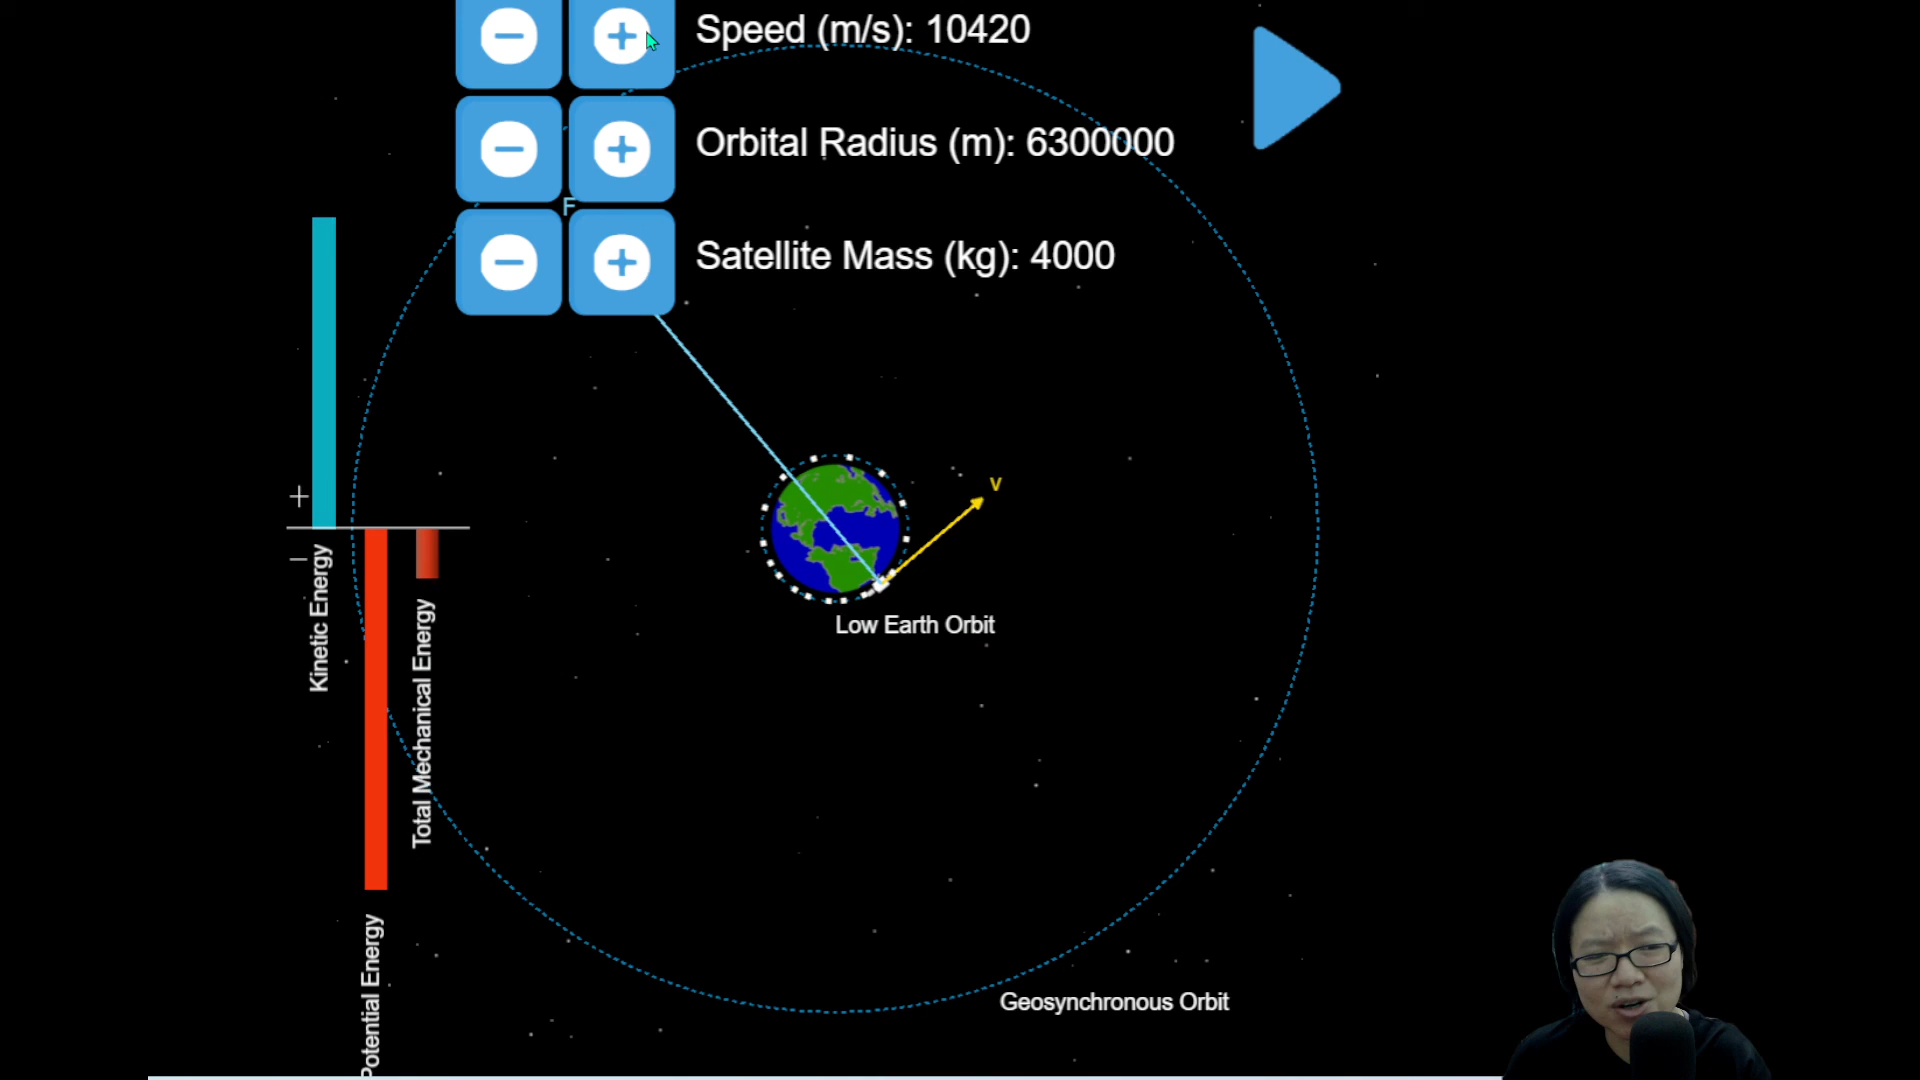 Speed (m/s): 10420
Orbital Radius (m): 6300000
F
Satellite Mass (kg): 4000
+
−
Kinetic Energy
Potential Energy
Total Mechanical Energy
v
Low Earth Orbit
Geosynchronous Orbit